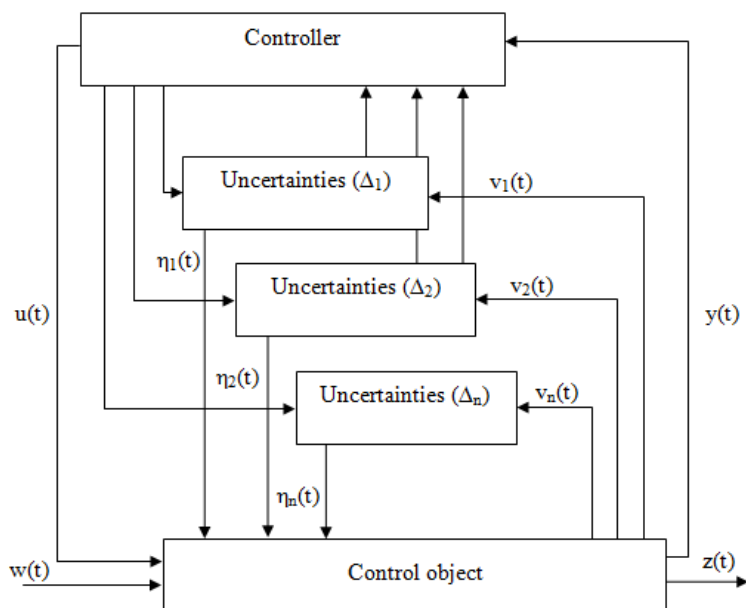 Controller
Uncertainties (Δ₁)
v₁(t)
η₁(t)
Uncertainties (Δ₂)
v₂(t)
u(t)
y(t)
η₂(t)
Uncertainties (Δₙ)
vₙ(t)
ηₙ(t)
w(t)
Control object
z(t)